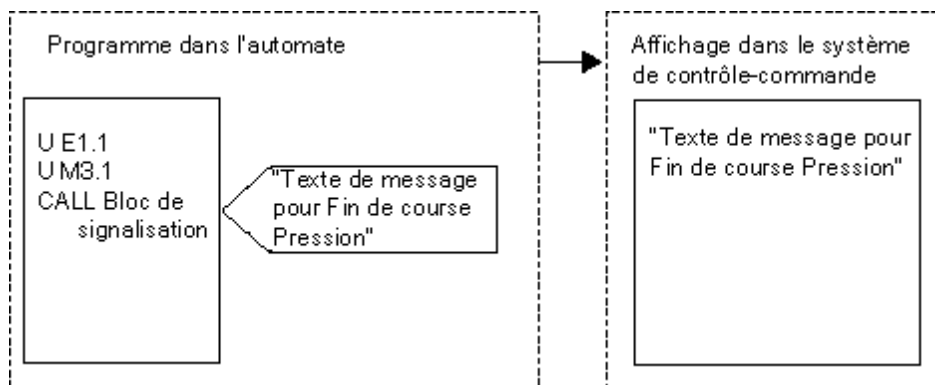 Programme dans l'automate
U E1.1
U M3.1
CALL Bloc de
signalisation
"Texte de message
pour Fin de course
Pression"
Affichage dans le système
de contrôle-commande
"Texte de message pour
Fin de course Pression"